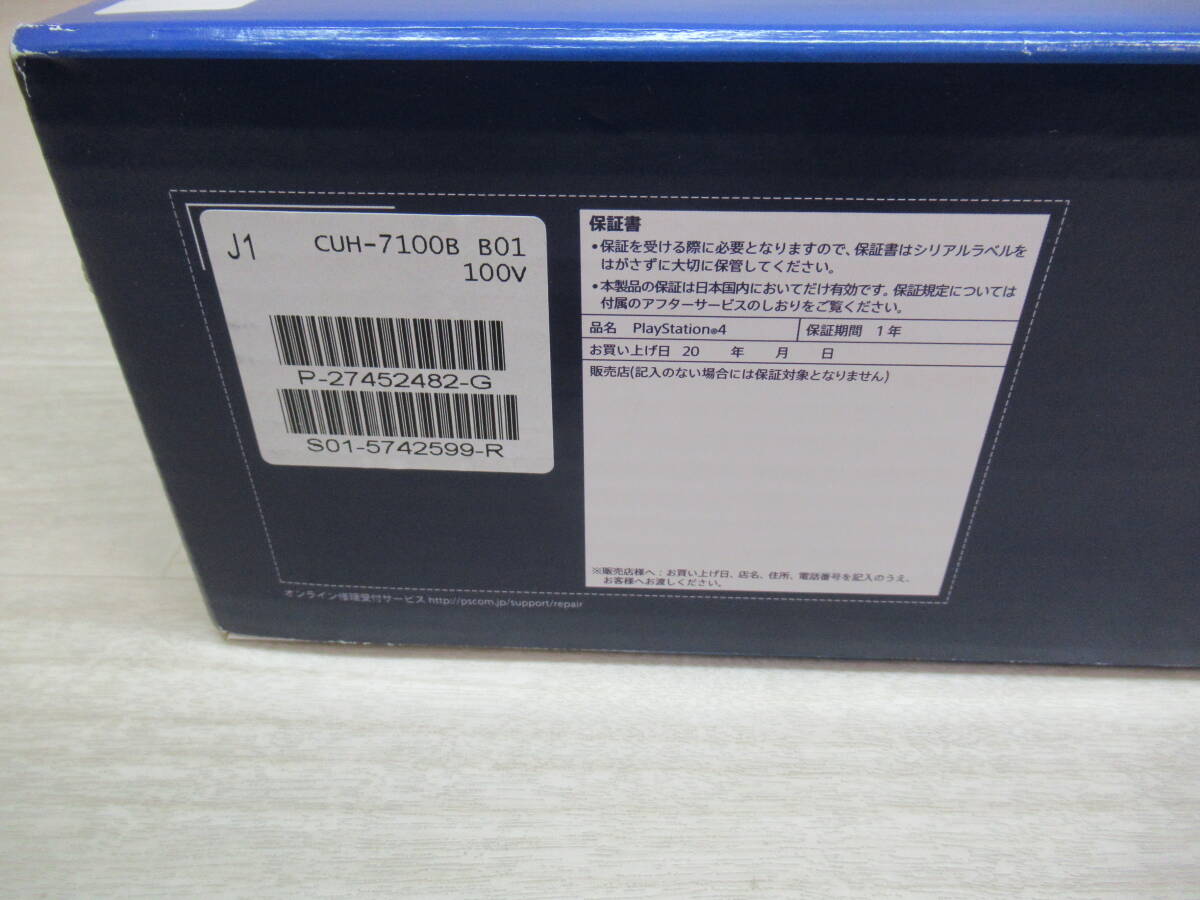 J1 CUH-7100B B01
100V
P-27452482-G
S01-5742599-R
保証書
•保証を受ける際に必要となりますので、保証書はシリアルラベルを
はがさずに大切に保管してください。
•本製品の保証は日本国内においてだけ有効です。保証規定については
付属のアフターサービスのしおりをご覧ください。
品名 PlayStation®4 保証期間 1年
お買い上げ日 20 年 月 日
販売店(記入のない場合には保証対象となりません)
※販売店様へ:お買い上げ日、店名、住所、電話番号を記入のうえ、
お客様へお渡しください。
オンライン修理受付サービス http://pscom.jp/support/repair